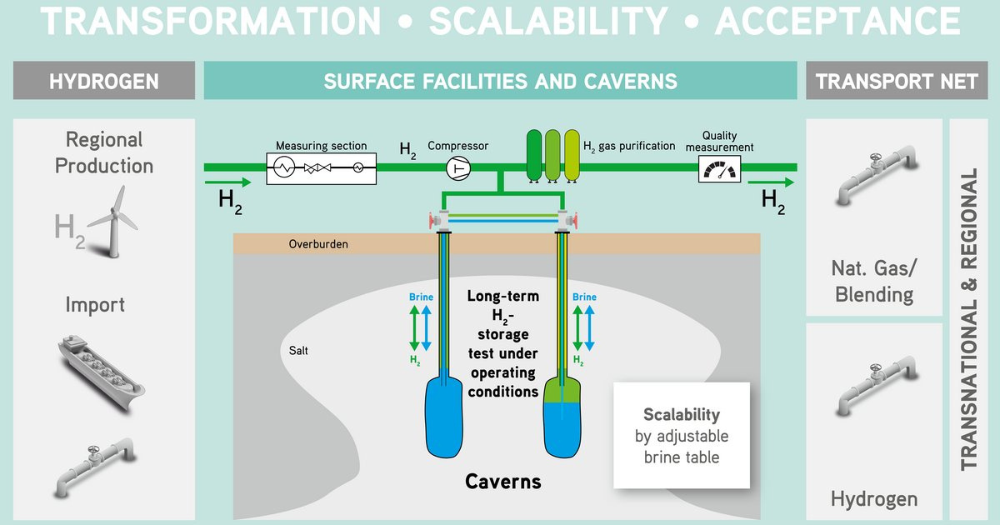 TRANSFORMATION • SCALABILITY • ACCEPTANCE
HYDROGEN
SURFACE FACILITIES AND CAVERNS
TRANSPORT NET
Regional
Production
H₂
Import
Measuring section
H₂
Compressor
H₂ gas purification
Quality
measurement
H₂
H₂
Overburden
Salt
Brine
H₂
Long-term
H₂-
storage
test under
operating
conditions
Brine
H₂
Caverns
Scalability
by adjustable
brine table
Nat. Gas/
Blending
Hydrogen
TRANSNATIONAL & REGIONAL